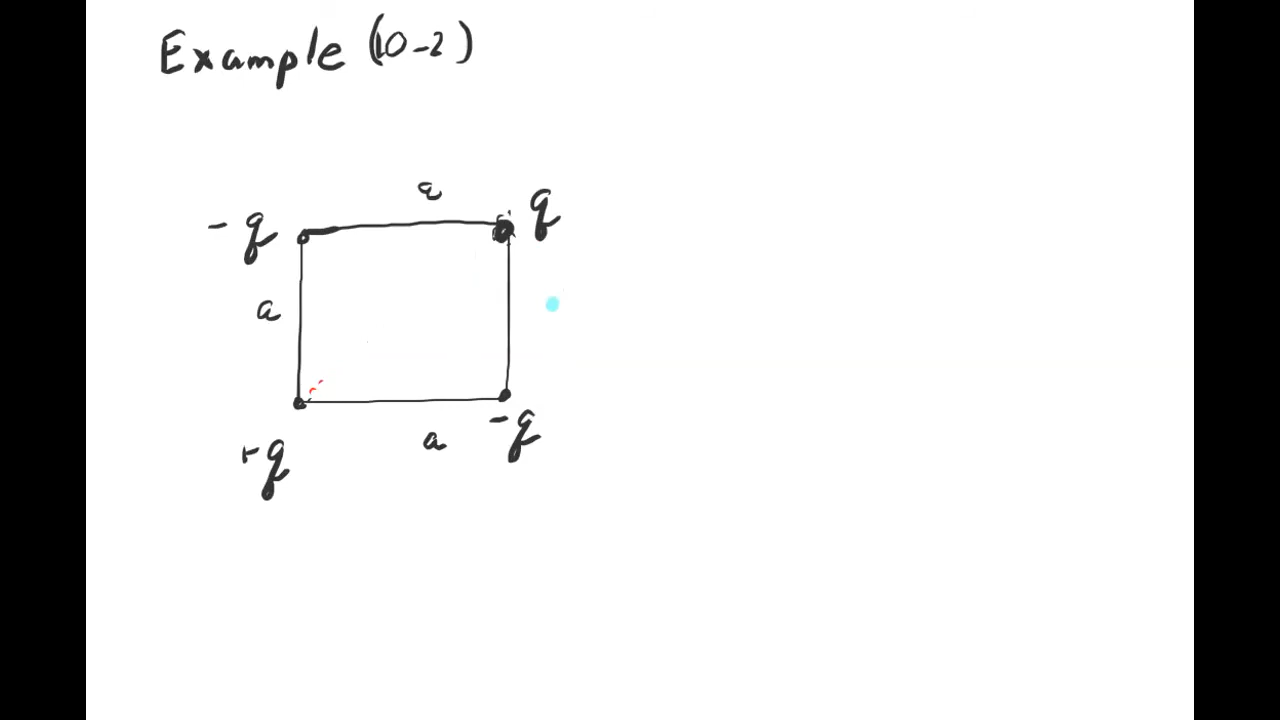 Example (10-2)
a
-q q
a
a -q
+q